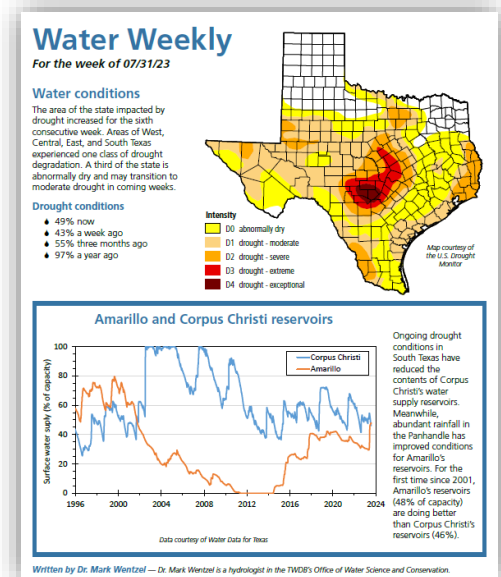 Water Weekly
For the week of 07/31/23
Water conditions
The area of the state impacted by
drought increased for the sixth
consecutive week. Areas of West,
Central, East, and South Texas
experienced one class of drought
degradation. A third of the state is
abnormally dry and may transition to
moderate drought in coming weeks.
Drought conditions
49% now
43% a week ago
55% three months ago
97% a year ago
Intensity
D0 abnormally dry
D1 drought - moderate
D2 drought - severe
D3 drought - extreme
D4 drought - exceptional
Map courtesy of
the U.S. Drought
Monitor
Amarillo and Corpus Christi reservoirs
Surface water suply (% of capacity)
100
80
60
40
20
0
1996 2000 2004 2008 2012 2016 2020 2024
Corpus Christi
Amarillo
Data courtesy of Water Data for Texas
Ongoing drought
conditions in
South Texas have
reduced the
contents of Corpus
Christi's water
supply reservoirs.
Meanwhile,
abundant rainfall in
the Panhandle has
improved conditions
for Amarillo's
reservoirs. For the
first time since 2001,
Amarillo's reservoirs
(48% of capacity)
are doing better
than Corpus Christi's
reservoirs (46%).
Written by Dr. Mark Wentzel — Dr. Mark Wentzel is a hydrologist in the TWDB's Office of Water Science and Conservation.